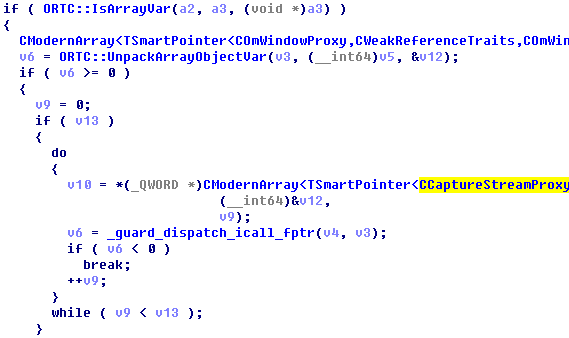 if ( ORTC::IsArrayVar(a2, a3, (void *)a3) )
{
CModernArray<TSmartPointer<COmWindowProxy,CWeakReferenceTraits,COmWin
v6 = ORTC::UnpackArrayObjectVar(v3, (__int64)v5, &v12);
if ( v6 >= 0 )
{
v9 = 0;
if ( v13 )
{
do
{
v10 = *(_QWORD *)CModernArray<TSmartPointer<CCaptureStreamProxy
(__int64)&v12,
v9);
v6 = _guard_dispatch_icall_fptr(v4, v3);
if ( v6 < 0 )
break;
++v9;
}
while ( v9 < v13 );
}